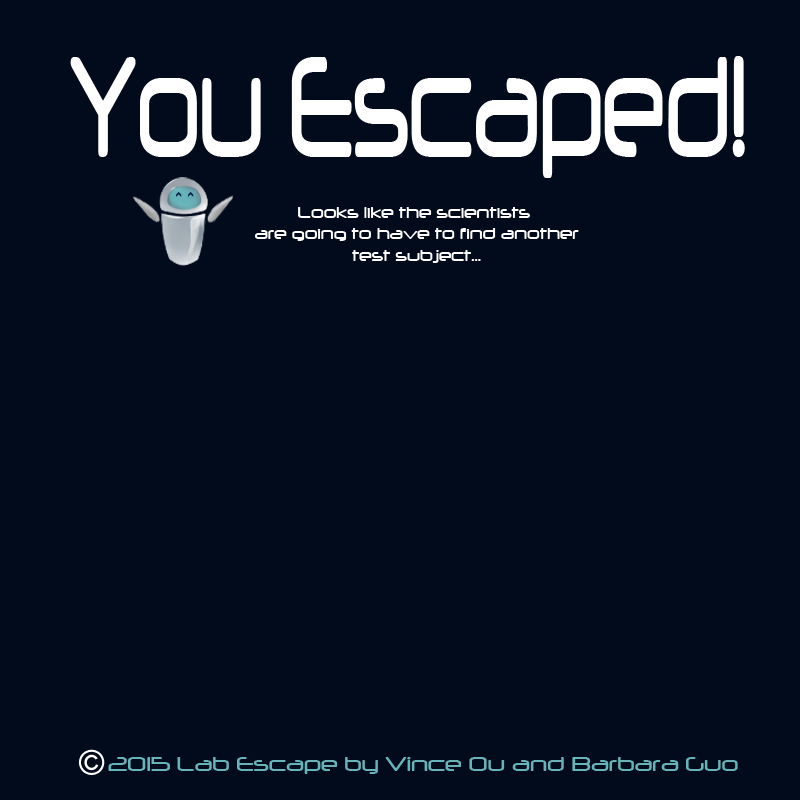 You Escaped!
Looks like the scientists
are going to have to find another
test subject...
© 2015 Lab Escape by Vince Ou and Barbara Guo